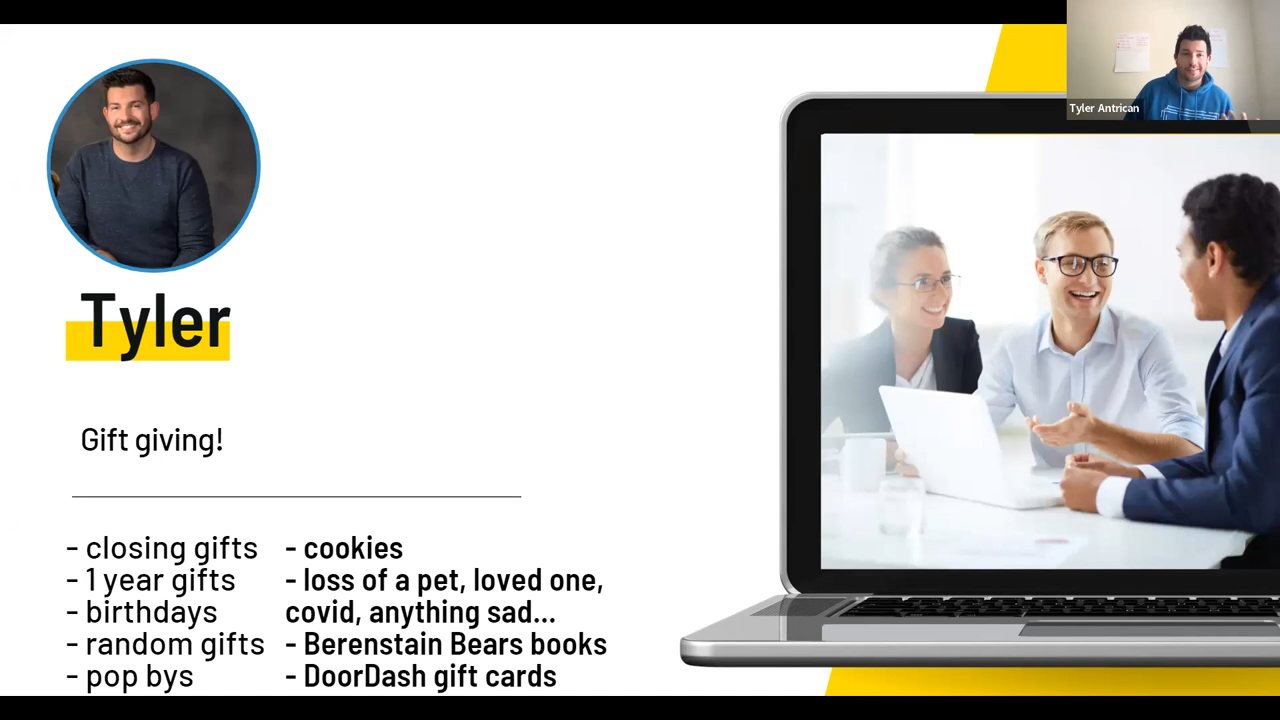 Tyler Antrican
Tyler
Gift giving!
- closing gifts
- 1 year gifts
- birthdays
- random gifts
- pop bys
- cookies
- loss of a pet, loved one,
covid, anything sad...
- Berenstain Bears books
- DoorDash gift cards